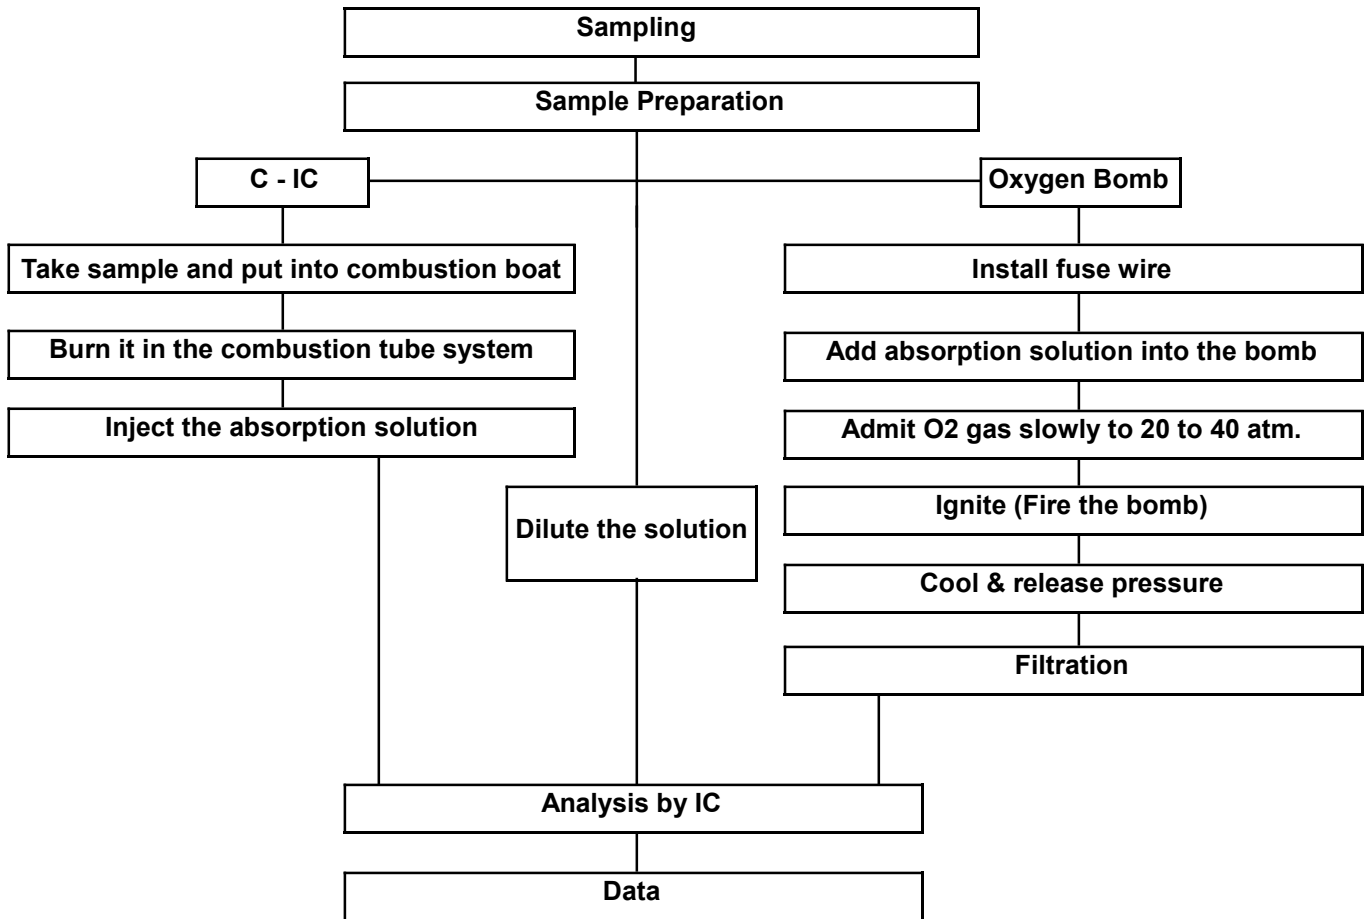 Sampling
Sample Preparation
C - IC
Oxygen Bomb
Take sample and put into combustion boat
Install fuse wire
Burn it in the combustion tube system
Add absorption solution into the bomb
Inject the absorption solution
Admit O2 gas slowly to 20 to 40 atm.
Dilute the solution
Ignite (Fire the bomb)
Cool & release pressure
Filtration
Analysis by IC
Data